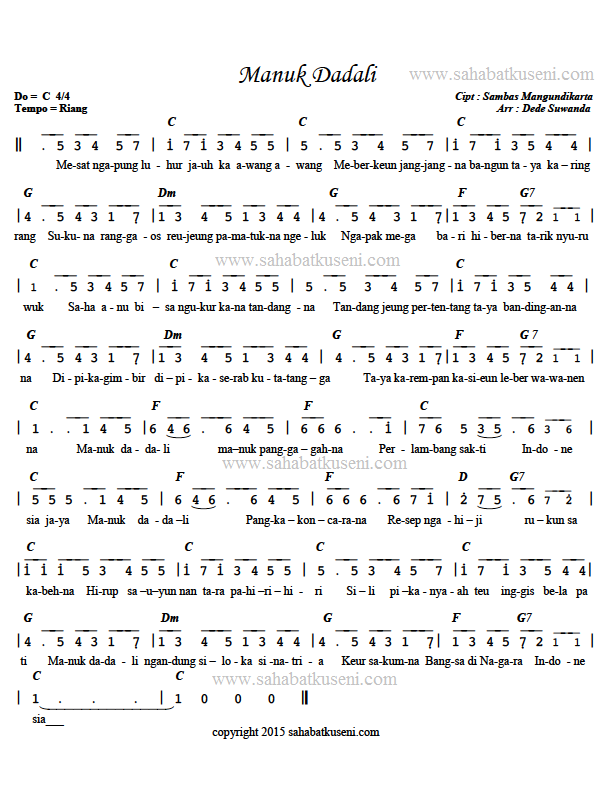 Manuk Dadali
www.sahabatkuseni.com
Do = C 4/4
Tempo = Riang
Cipt : Sambas Mangundikarta
Arr : Dede Suwanda
C C C
|| . 5 3 4 5 7 | i 7 i 3 5 4 4 | 5 . 5 3 4 5 7 | i 7 i 3 5 4 4 |
Me-sat nga-pung lu- hur ja-uh ka a-wang a - wang Me-ber-keun jang-jang- na ba-ngun ta - ya ka – ring
G Dm G F G7
|4 . 5 4 3 1 7 |1 3 4 5 1 3 4 4 | 4 . 5 4 3 1 7 |1 3 4 5 7 2 1 1 |
rang Su-ku - na rang-ga - os reu-jeung pa-ma-tuk-na nge-luk Nga-pak me-ga ba - ri hi - ber-na ta-rik nyu-ru
www.sahabatkuseni.com
C C C C
| 1 . 5 3 4 5 7 | i 7 i 3 5 4 4 | 5 . 5 3 4 5 7 | i 7 i 3 5 4 4 |
wuk Sa-ha a - nu bi – sa ngu-kur ka-na tan-dang - na Tan-dang jeung per-ten-tang ta-ya ban-ding-an-na
G Dm G F G 7
|4 . 5 4 3 1 7 |1 3 4 5 1 3 4 4 | 4 . 5 4 3 1 7 |1 3 4 5 7 2 1 1 |
na Di - pi-ka-gim - bir di – pi - ka – se-rab ku - ta-tang – ga Ta-ya ka-rem-pan ka-si-eun le-ber wa-wa-nen
C F C C
| 1 . . 1 4 5 |6 4 6 . 6 4 5 | 6 6 6 . . i | 7 6 5 3 5 . 6 3 6 |
na Ma-nuk da - da-li ma–nuk pang-ga - gah-na Per - lam-bang sak-ti Indo - ne
www.sahabatkuseni.com
C F F D G7
| 5 5 5 . 1 4 5 | 6 4 6 . 6 4 5 | 6 6 6 . 6 7 i | 2 7 5 . 6 7 2 |
sia ja-ya Ma-nuk da - da–li Pang-ka – kon – ca-ra-na Re-sep nga –hi-ji ru – kun sa
C C C C
|i i i 5 3 4 5 5 |i 7 i 3 4 5 4 | 5 . 5 3 4 5 7 |i 7 i 3 5 4 4|
ka-beh-na Hi-rup sa –u–yun nan ta-ra pa-hi –ri –hi - ri Si – li pi –ka - nya- ah teu ing-gis be-la pa
G Dm G F G7
|4 . 5 4 3 1 7 |1 3 4 5 1 3 4 4 | 4 . 5 4 3 1 7 |1 3 4 5 7 2 1 1 |
ti Ma-nuk da-da- li ngan-dung si – lo-ka si-na-tri – a Keur sa-kum-na Bang-sa di Na-ga-ra Indo – ne
www.sahabatkuseni.com
C C
| 1 . . . | 1 0 0 0 ||
sia___
copyright 2015 sahabatkuseni.com